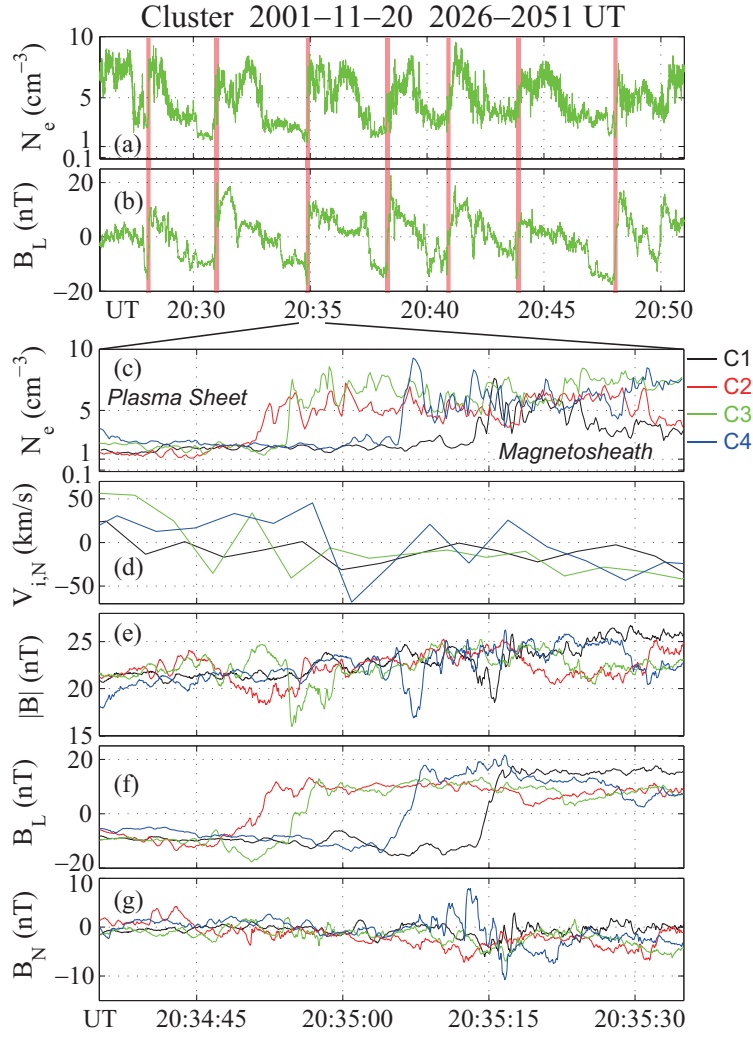 Cluster 2001–11–20 2026–2051 UT
10
5
1
0.1
N_e (cm^−3)
(a)
20
0
−20
B_L (nT)
(b)
UT 20:30 20:35 20:40 20:45 20:50
10
5
1
0.1
N_e (cm^−3)
(c)
Plasma Sheet
Magnetosheath
C1
C2
C3
C4
50
0
−50
V_i,N (km/s)
(d)
25
20
15
|B| (nT)
(e)
20
0
−20
B_L (nT)
(f)
10
0
−10
B_N (nT)
(g)
UT 20:34:45 20:35:00 20:35:15 20:35:30